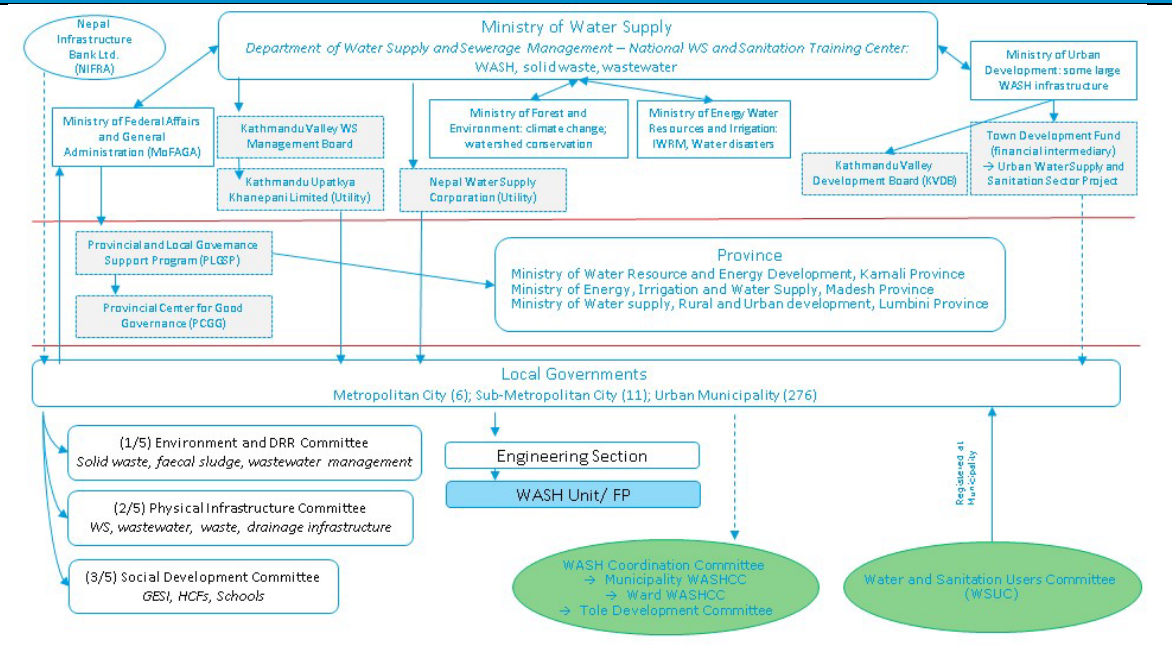 Nepal
Infrastructure
Bank Ltd.
(NIFRA)
Ministry of Water Supply
Department of Water Supply and Sewerage Management – National WS and Sanitation Training Center:
WASH, solid waste, wastewater
Ministry of Urban
Development: some large
WASH infrastructure
Ministry of Federal Affairs
and General
Administration (MoFAGA)
Kathmandu Valley WS
Management Board
Ministry of Forest and
Environment: climate change;
watershed conservation
Ministry of Energy Water
Resources and Irrigation:
IWRM, Water disasters
Town Development Fund
(financial intermediary)
→ Urban Water Supply and
Sanitation Sector Project
Kathmandu Valley
Development Board (KVDB)
Kathmandu Upatkya
Khanepani Limited (Utility)
Nepal Water Supply
Corporation (Utility)
Provincial and Local Governance
Support Program (PLGSP)
Provincial Center for Good
Governance (PCGG)
Province
Ministry of Water Resource and Energy Development, Karnali Province
Ministry of Energy, Irrigation and Water Supply, Madesh Province
Ministry of Water supply, Rural and Urban development, Lumbini Province
Local Governments
Metropolitan City (6); Sub-Metropolitan City (11); Urban Municipality (276)
(1/5) Environment and DRR Committee
Solid waste, faecal sludge, wastewater management
(2/5) Physical Infrastructure Committee
WS, wastewater, waste, drainage infrastructure
(3/5) Social Development Committee
GESI, HCFs, Schools
Engineering Section
WASH Unit/ FP
Registered at
Municipality
WASH Coordination Committee
→ Municipality WASHCC
→ Ward WASHCC
→ Tole Development Committee
Water and Sanitation Users Committee
(WSUC)